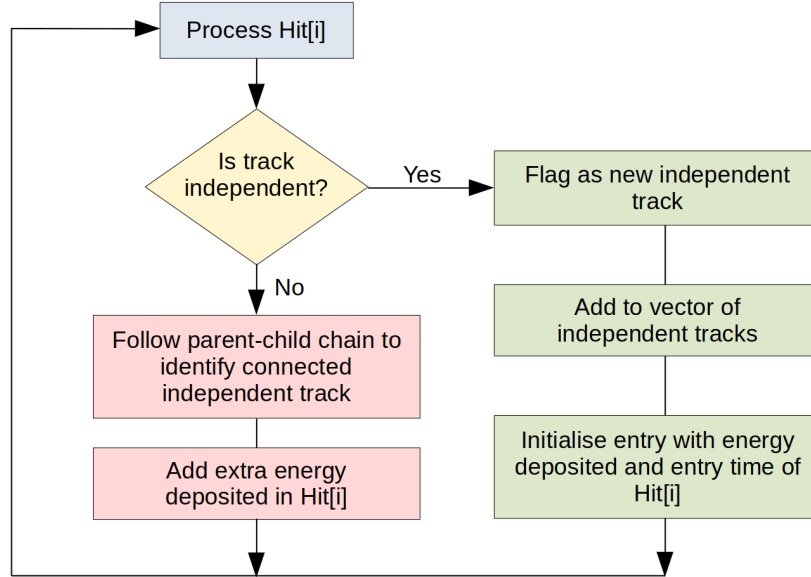 Process Hit[i]
Is track
independent?
Yes
Flag as new independent
track
No
Add to vector of
independent tracks
Follow parent-child chain to
identify connected
independent track
Initialise entry with energy
deposited and entry time of
Hit[i]
Add extra energy
deposited in Hit[i]